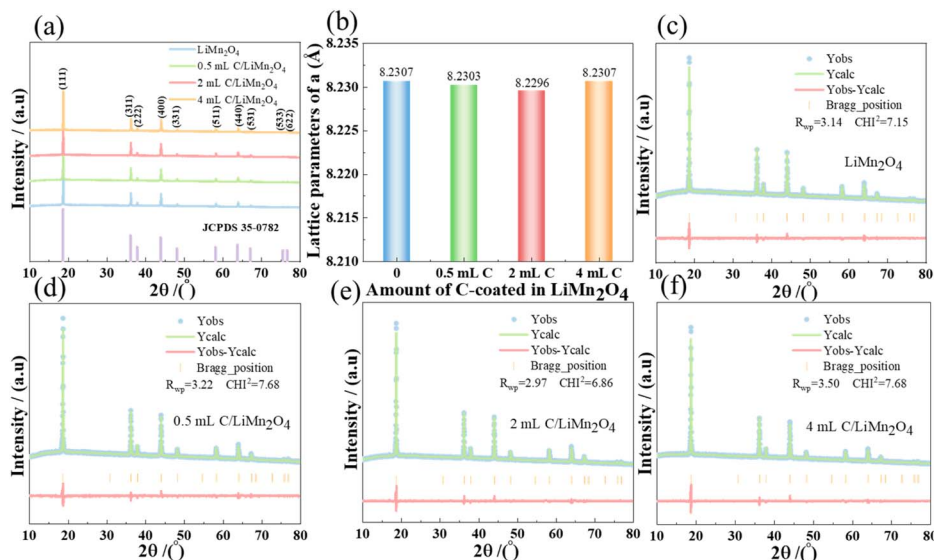 (a)
LiMn2O4
0.5 mL C/LiMn2O4
2 mL C/LiMn2O4
4 mL C/LiMn2O4
(111)
(311)
(222)
(400)
(331)
(511)
(440)
(531)
(533)
(622)
JCPDS 35-0782
Intensity / (a.u)
10 20 30 40 50 60 70 80
2θ /(°)
(b)
8.235
8.230
8.225
8.220
8.215
8.210
8.2307
8.2303
8.2296
8.2307
Lattice parameters of a (Å)
0 0.5 mL C 2 mL C 4 mL C
Amount of C-coated in LiMn2O4
(c)
Yobs
Ycalc
Yobs-Ycalc
Bragg_position
Rwp=3.14 CHI²=7.15
LiMn2O4
Intensity / (a.u)
10 20 30 40 50 60 70 80
2θ /(°)
(d)
Yobs
Ycalc
Yobs-Ycalc
Bragg_position
Rwp=3.22 CHI²=7.68
0.5 mL C/LiMn2O4
Intensity / (a.u)
10 20 30 40 50 60 70 80
2θ /(°)
(e)
Yobs
Ycalc
Yobs-Ycalc
Bragg_position
Rwp=2.97 CHI²=6.86
2 mL C/LiMn2O4
Intensity / (a.u)
10 20 30 40 50 60 70 80
2θ /(°)
(f)
Yobs
Ycalc
Yobs-Ycalc
Bragg_position
Rwp=3.50 CHI²=7.68
4 mL C/LiMn2O4
Intensity / (a.u)
10 20 30 40 50 60 70 80
2θ /(°)